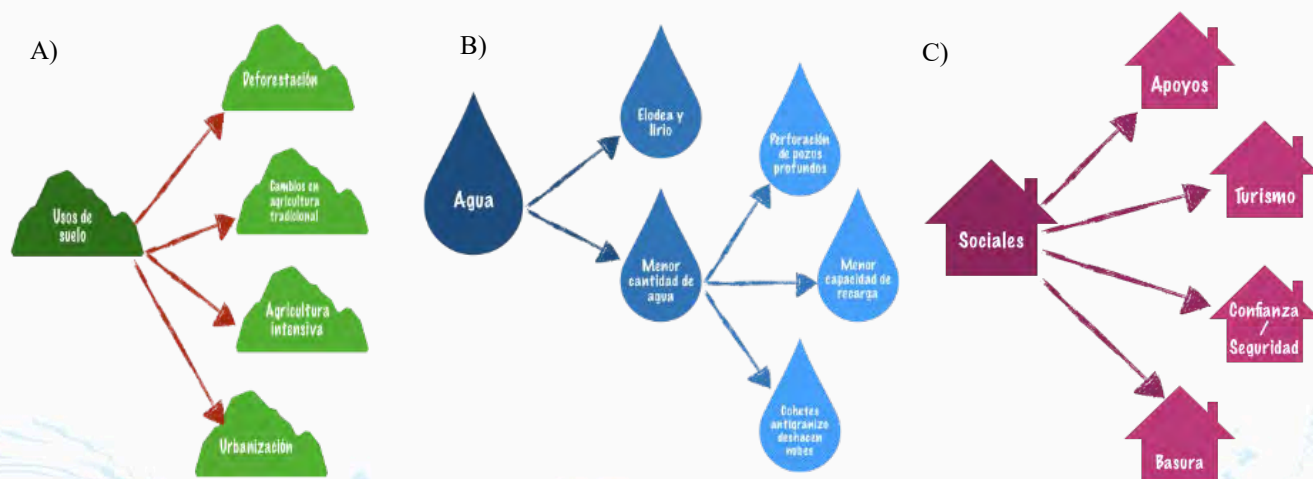 A)
Deforestación
Cambios en
agricultura
tradicional
Usos de
suelo
Agricultura
intensiva
Urbanización
B)
Agua
Elodea y
lirio
Menor
cantidad de
agua
Perforación
de pozos
profundos
Menor
capacidad de
recarga
Cohetes
antigranizo
deshacen
nubes
C)
Sociales
Apoyos
Turismo
Confianza
/
Seguridad
Basura